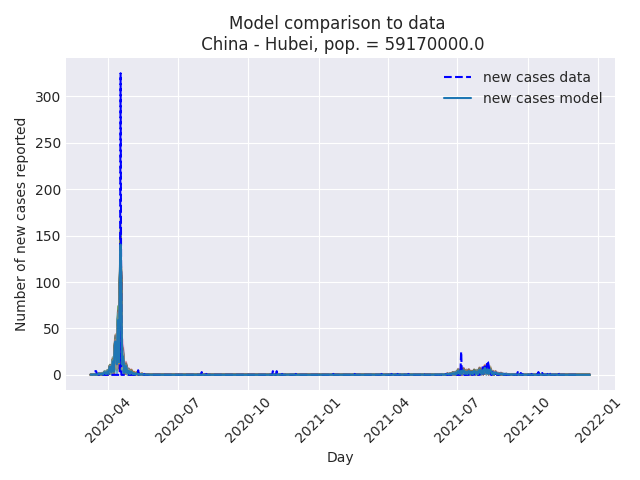 Model comparison to data
China - Hubei, pop. = 59170000.0
new cases data
new cases model
Number of new cases reported
300
250
200
150
100
50
0
2020-04
2020-07
2020-10
2021-01
2021-04
2021-07
2021-10
2022-01
Day